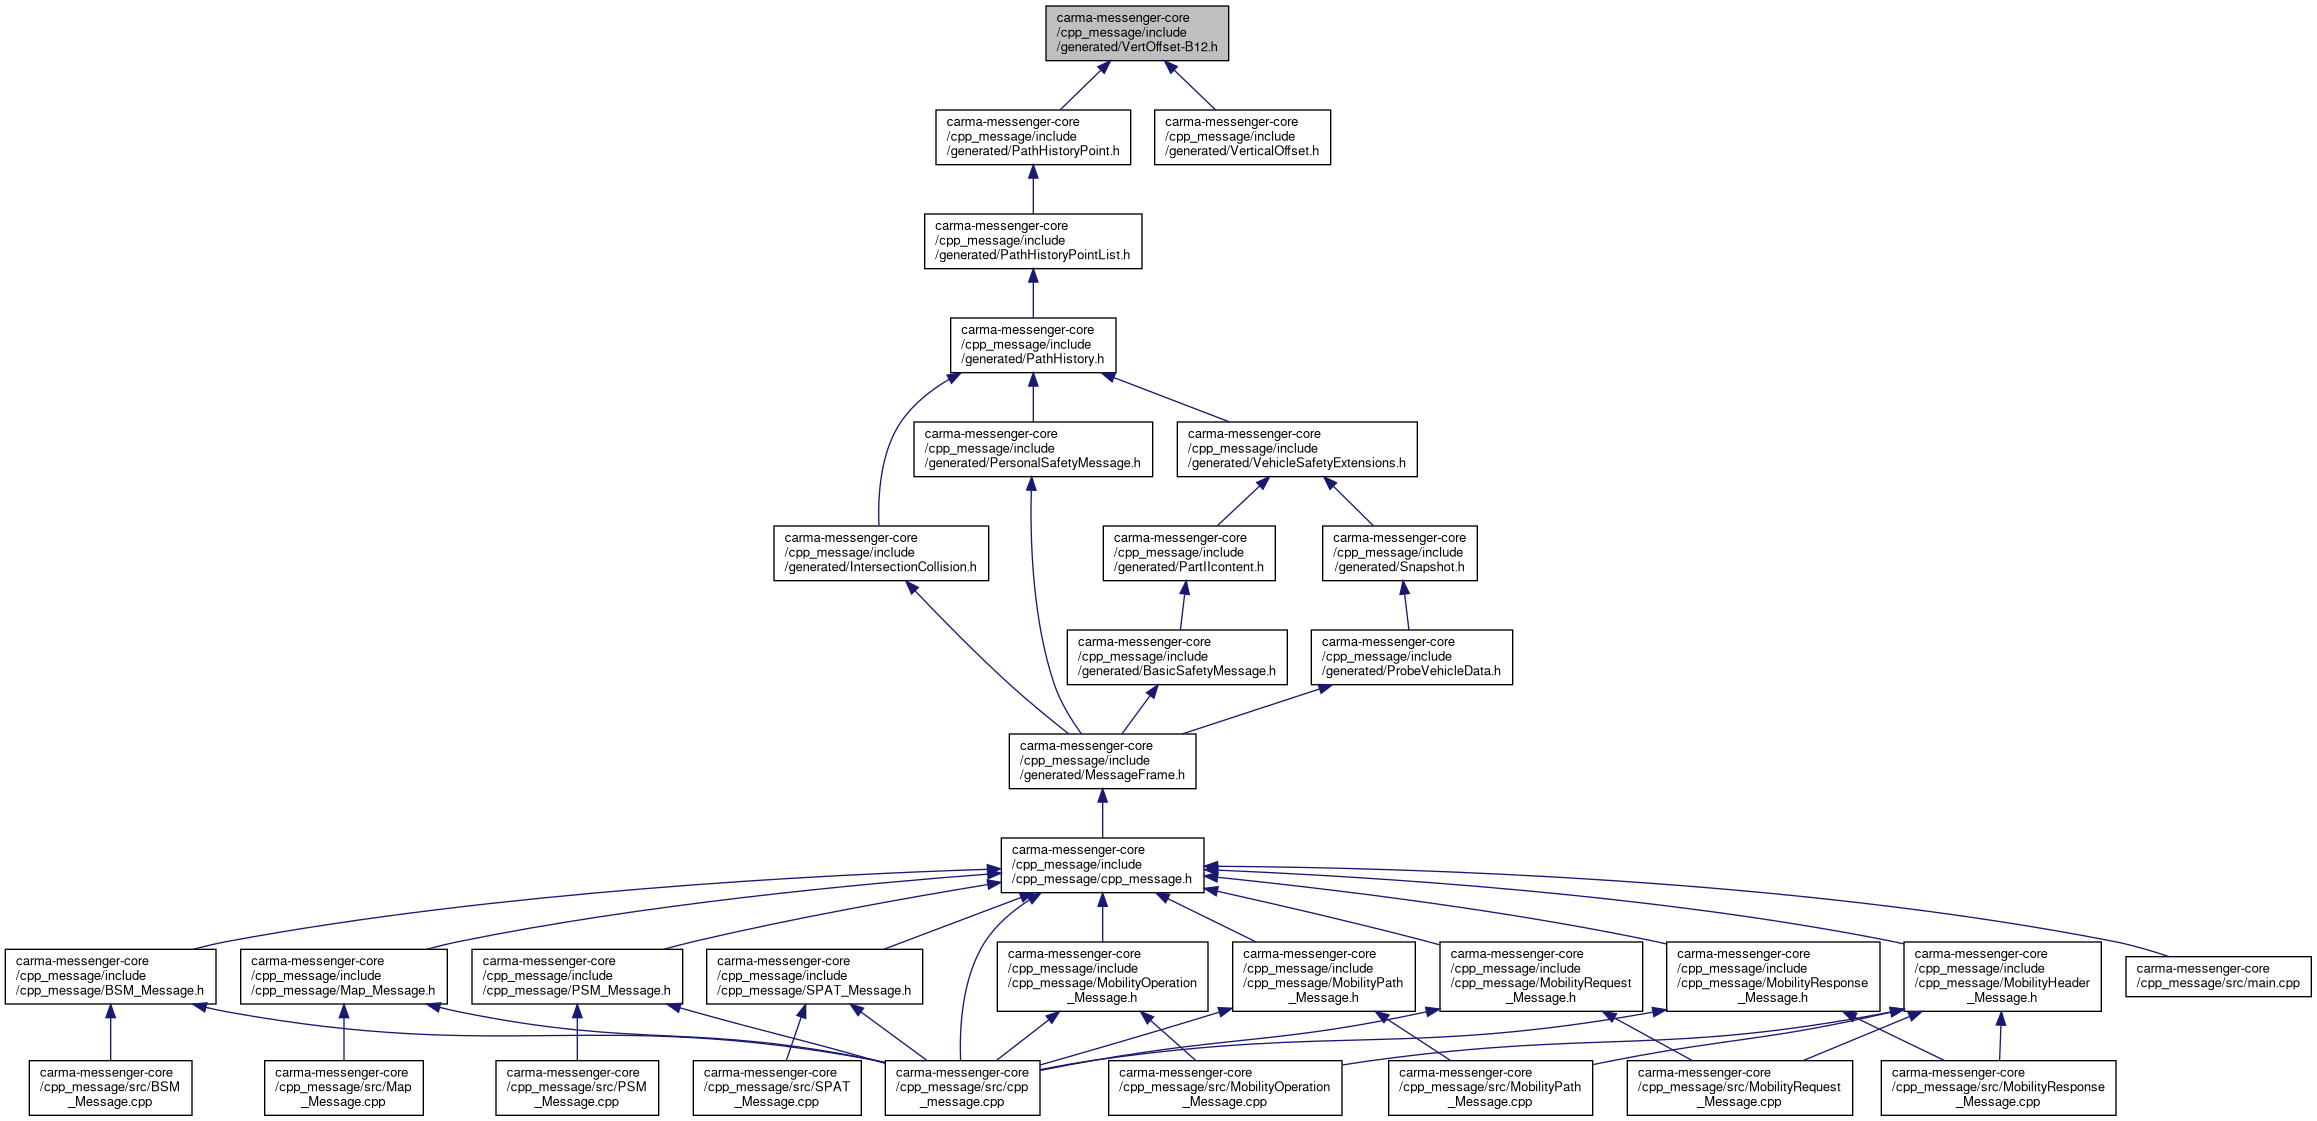 carma-messenger-core
/cpp_message/include
/generated/VertOffset-B12.h
carma-messenger-core
/cpp_message/include
/generated/PathHistoryPoint.h
carma-messenger-core
/cpp_message/include
/generated/VerticalOffset.h
carma-messenger-core
/cpp_message/include
/generated/PathHistoryPointList.h
carma-messenger-core
/cpp_message/include
/generated/PathHistory.h
carma-messenger-core
/cpp_message/include
/generated/PersonalSafetyMessage.h
carma-messenger-core
/cpp_message/include
/generated/VehicleSafetyExtensions.h
carma-messenger-core
/cpp_message/include
/generated/IntersectionCollision.h
carma-messenger-core
/cpp_message/include
/generated/PartIIcontent.h
carma-messenger-core
/cpp_message/include
/generated/Snapshot.h
carma-messenger-core
/cpp_message/include
/generated/BasicSafetyMessage.h
carma-messenger-core
/cpp_message/include
/generated/ProbeVehicleData.h
carma-messenger-core
/cpp_message/include
/generated/MessageFrame.h
carma-messenger-core
/cpp_message/include
/cpp_message/cpp_message.h
carma-messenger-core
/cpp_message/include
/cpp_message/BSM_Message.h
carma-messenger-core
/cpp_message/include
/cpp_message/Map_Message.h
carma-messenger-core
/cpp_message/include
/cpp_message/PSM_Message.h
carma-messenger-core
/cpp_message/include
/cpp_message/SPAT_Message.h
carma-messenger-core
/cpp_message/include
/cpp_message/MobilityOperation
_Message.h
carma-messenger-core
/cpp_message/include
/cpp_message/MobilityPath
_Message.h
carma-messenger-core
/cpp_message/include
/cpp_message/MobilityRequest
_Message.h
carma-messenger-core
/cpp_message/include
/cpp_message/MobilityResponse
_Message.h
carma-messenger-core
/cpp_message/include
/cpp_message/MobilityHeader
_Message.h
carma-messenger-core
/cpp_message/src/main.cpp
carma-messenger-core
/cpp_message/src/BSM
_Message.cpp
carma-messenger-core
/cpp_message/src/Map
_Message.cpp
carma-messenger-core
/cpp_message/src/PSM
_Message.cpp
carma-messenger-core
/cpp_message/src/SPAT
_Message.cpp
carma-messenger-core
/cpp_message/src/cpp
_message.cpp
carma-messenger-core
/cpp_message/src/MobilityOperation
_Message.cpp
carma-messenger-core
/cpp_message/src/MobilityPath
_Message.cpp
carma-messenger-core
/cpp_message/src/MobilityRequest
_Message.cpp
carma-messenger-core
/cpp_message/src/MobilityResponse
_Message.cpp